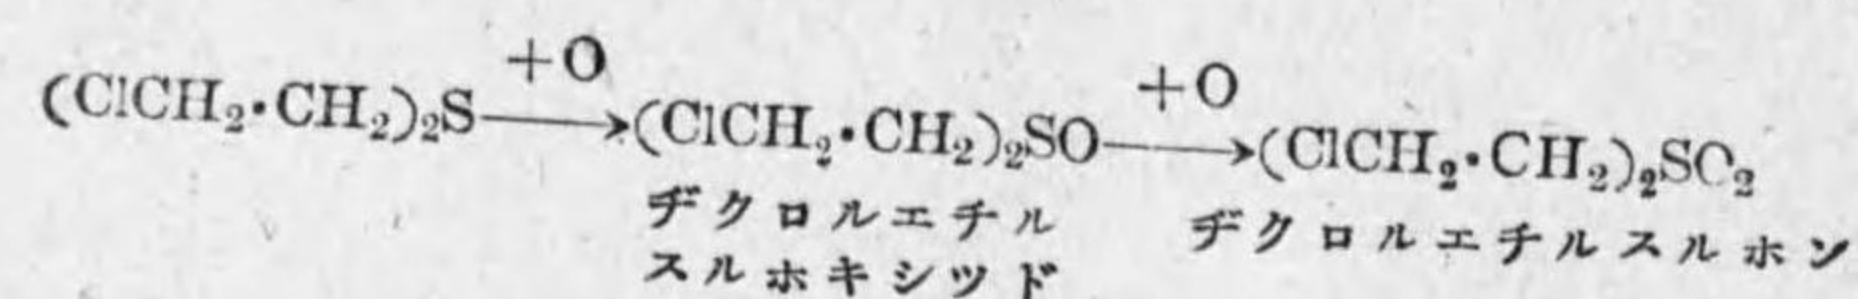 (ClCH₂·CH₂)₂S ⟶(+O) (ClCH₂·CH₂)₂SO ⟶(+O) (ClCH₂·CH₂)₂SO₂
ヂクロルエチル
スルホキシツド
ヂクロルエチルスルホン